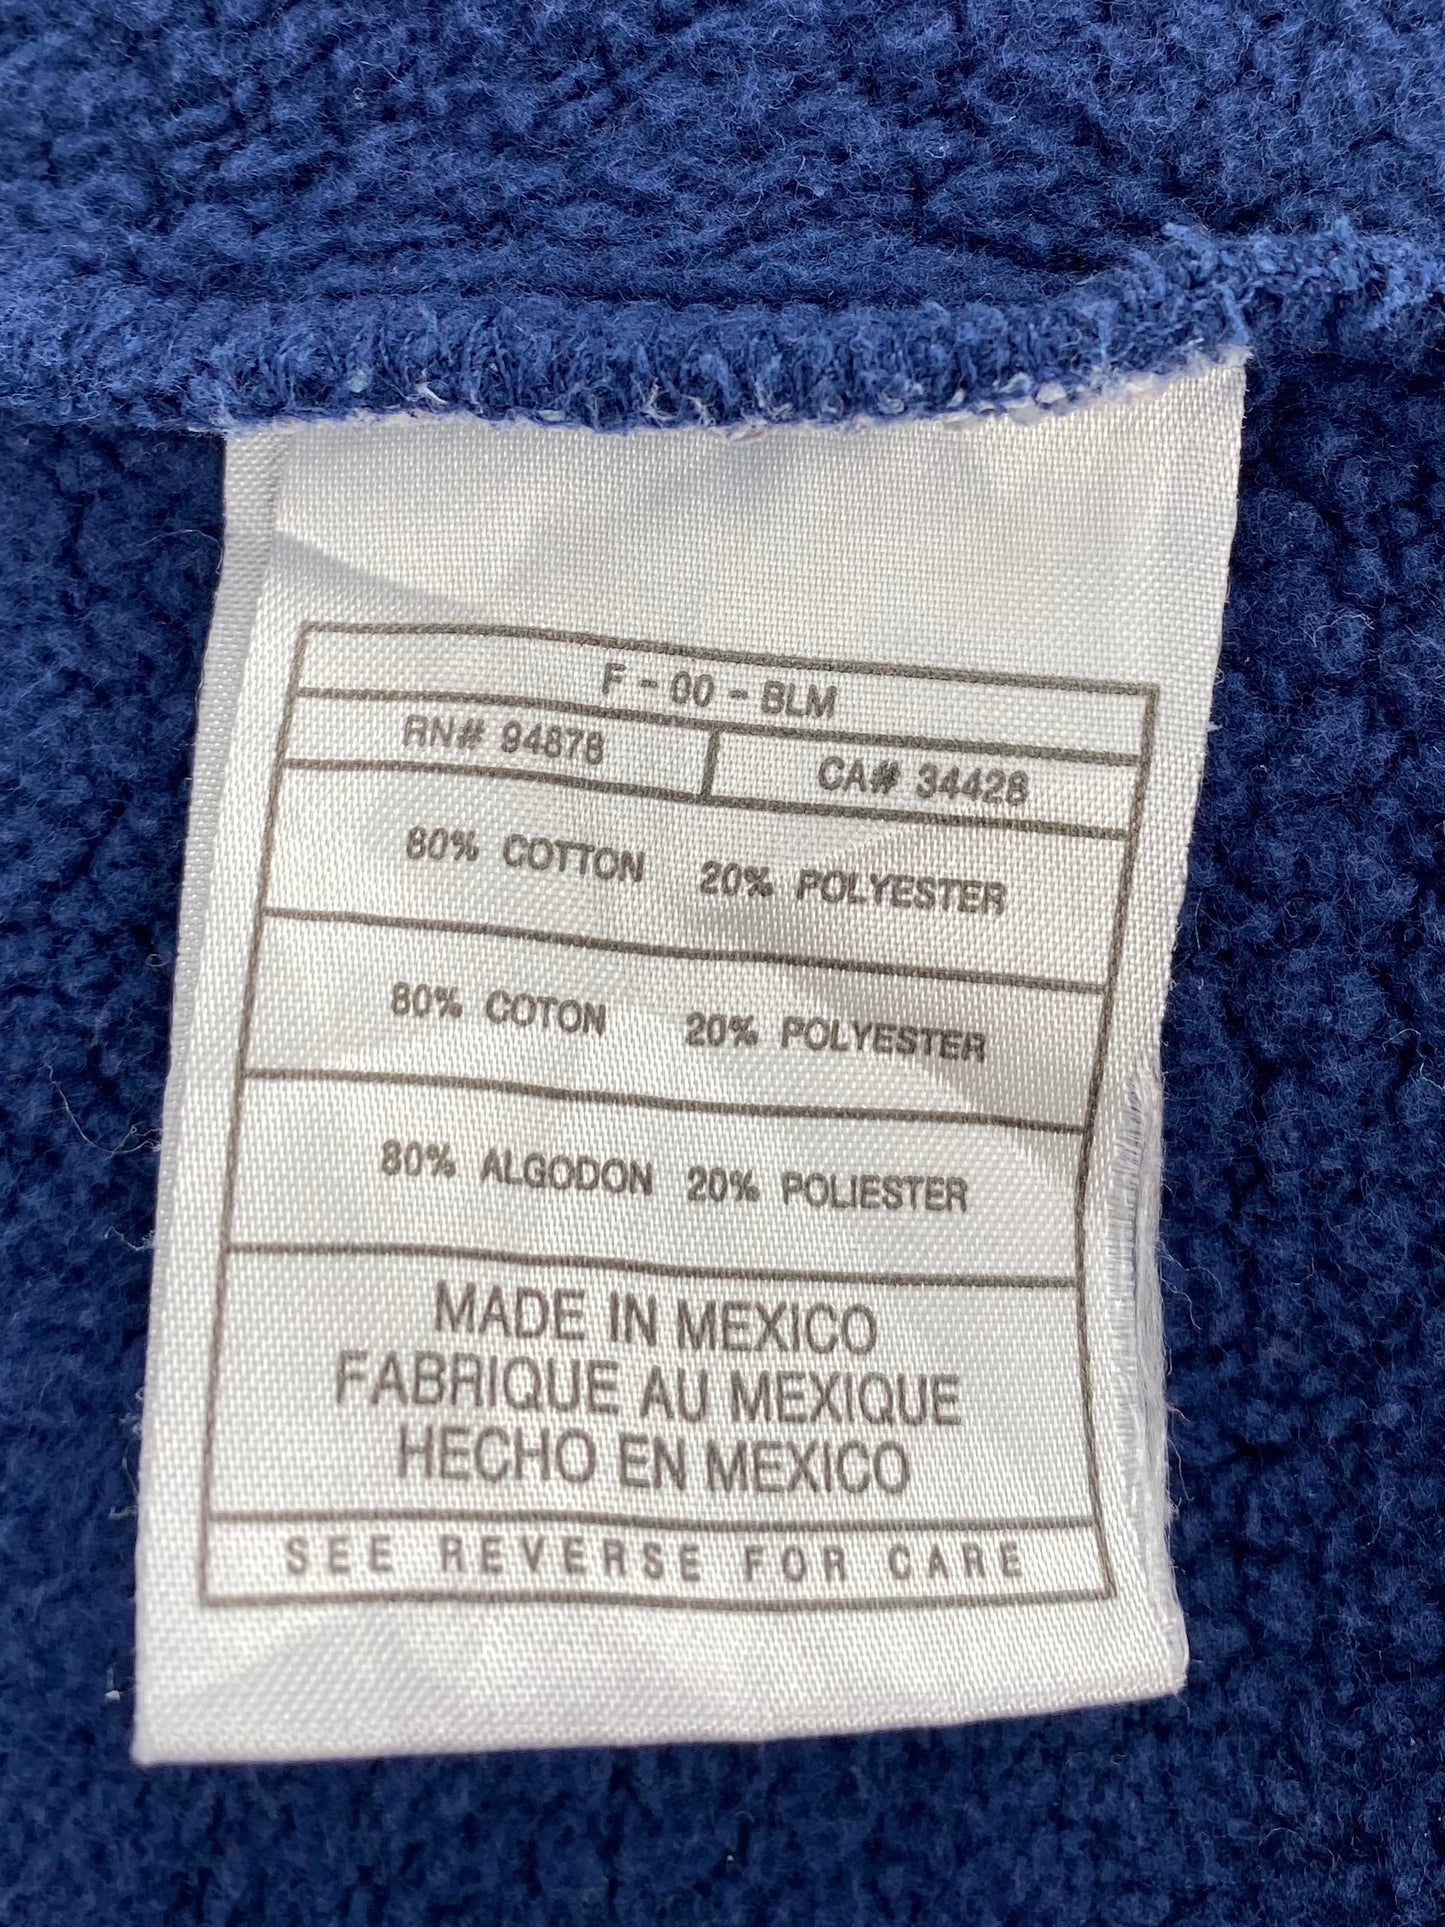 F - 00 - BLM
RN# 94878
CA# 34428
80% COTTON 20% POLYESTER
80% COTON 20% POLYESTER
80% ALGODON 20% POLIESTER
MADE IN MEXICO
FABRIQUE AU MEXIQUE
HECHO EN MEXICO
SEE REVERSE FOR CARE